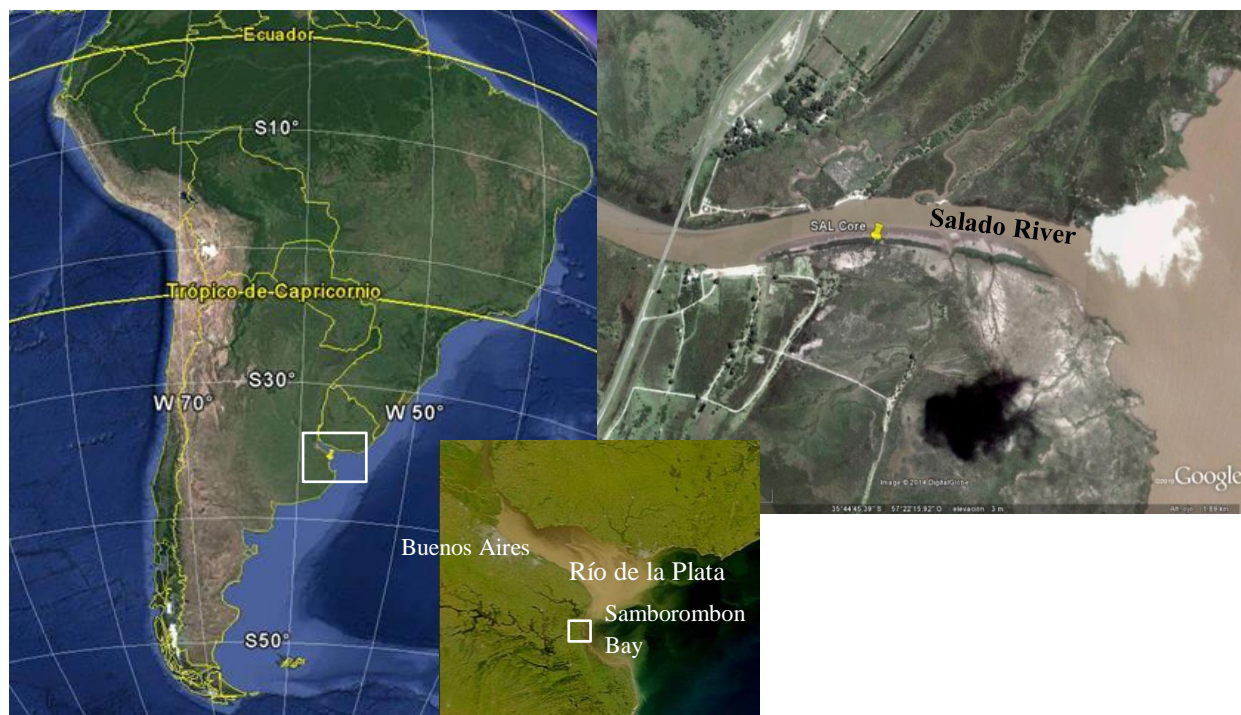 Ecuador
S10°
Trópico de Capricornio
S30°
W 70°
W 50°
S50°
SAL Core
Salado River
Image © 2014 DigitalGlobe
Google
35°44'45.39" S 57°22'15.92" O elevación 3 m
Buenos Aires
Río de la Plata
Samborombon
Bay